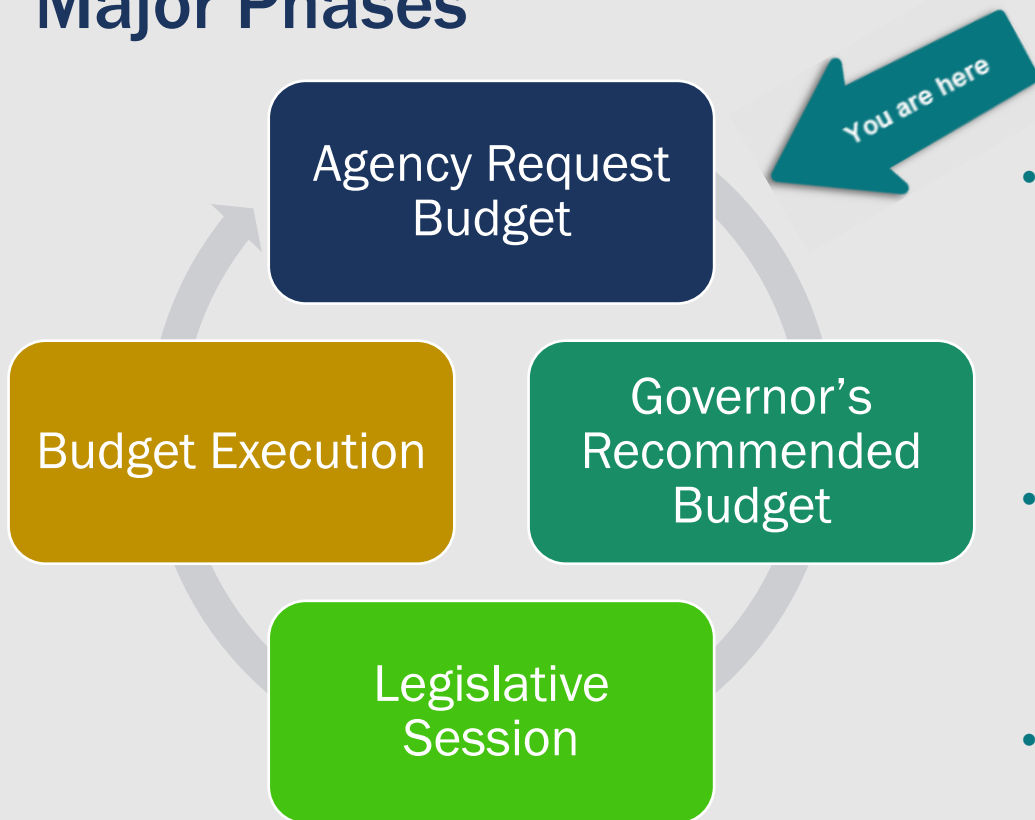 Major Phases
You are here
Agency Request
Budget
Governor’s
Recommended
Budget
Budget Execution
Legislative
Session